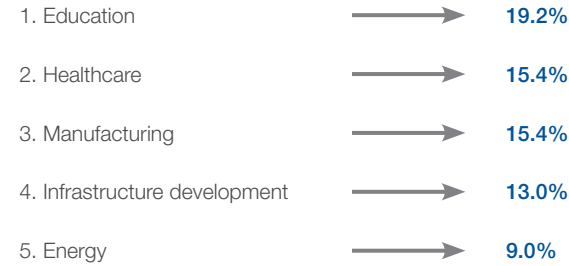 1. Education 19.2%
2. Healthcare 15.4%
3. Manufacturing 15.4%
4. Infrastructure development 13.0%
5. Energy 9.0%